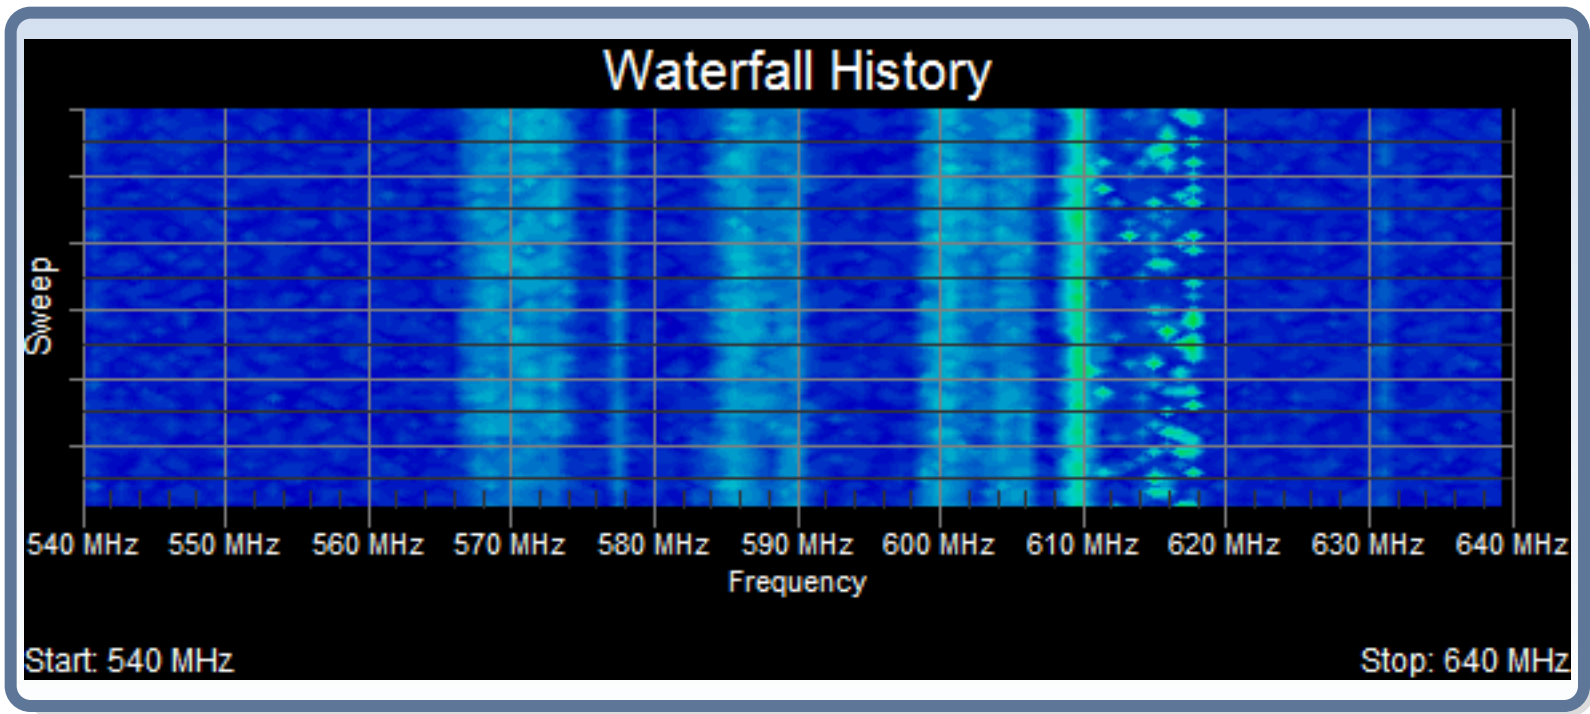 Waterfall History
Sweep
540 MHz 550 MHz 560 MHz 570 MHz 580 MHz 590 MHz 600 MHz 610 MHz 620 MHz 630 MHz 640 MHz
Frequency
Start: 540 MHz
Stop: 640 MHz